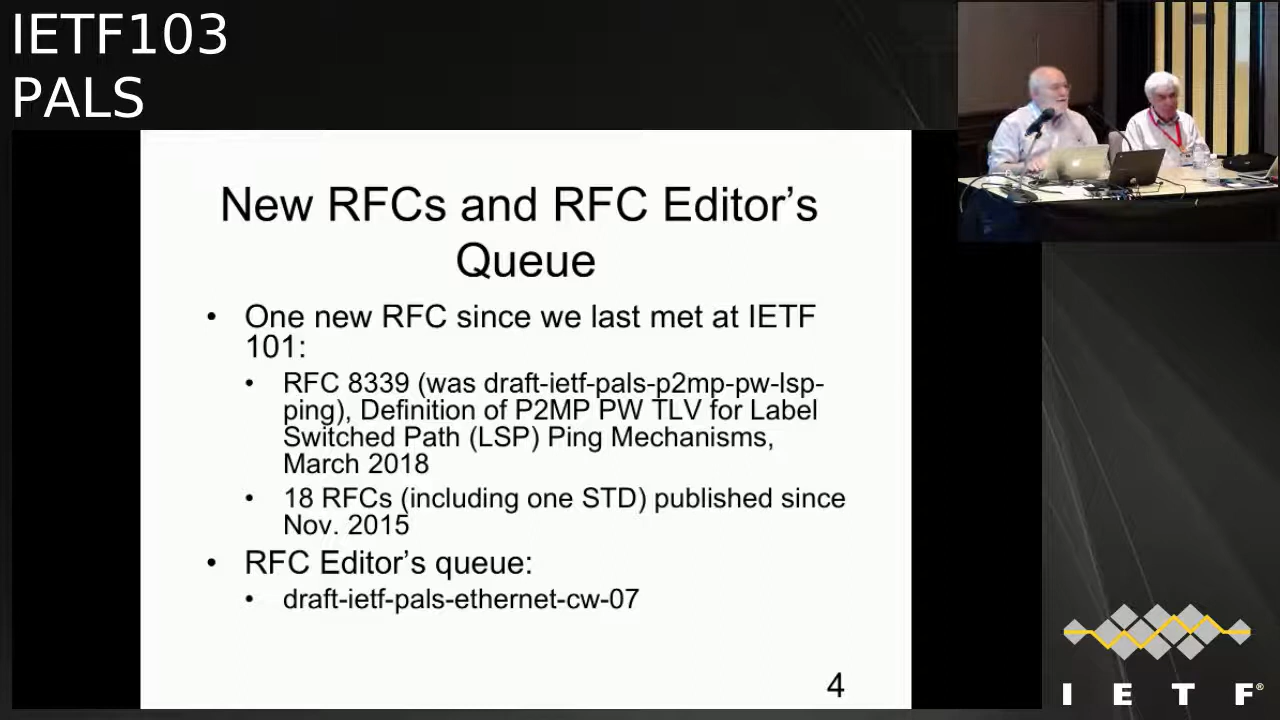 IETF103
PALS
New RFCs and RFC Editor’s
Queue
• One new RFC since we last met at IETF
101:
• RFC 8339 (was draft-ietf-pals-p2mp-pw-lsp-
ping), Definition of P2MP PW TLV for Label
Switched Path (LSP) Ping Mechanisms,
March 2018
• 18 RFCs (including one STD) published since
Nov. 2015
• RFC Editor’s queue:
• draft-ietf-pals-ethernet-cw-07
4
I E T F®